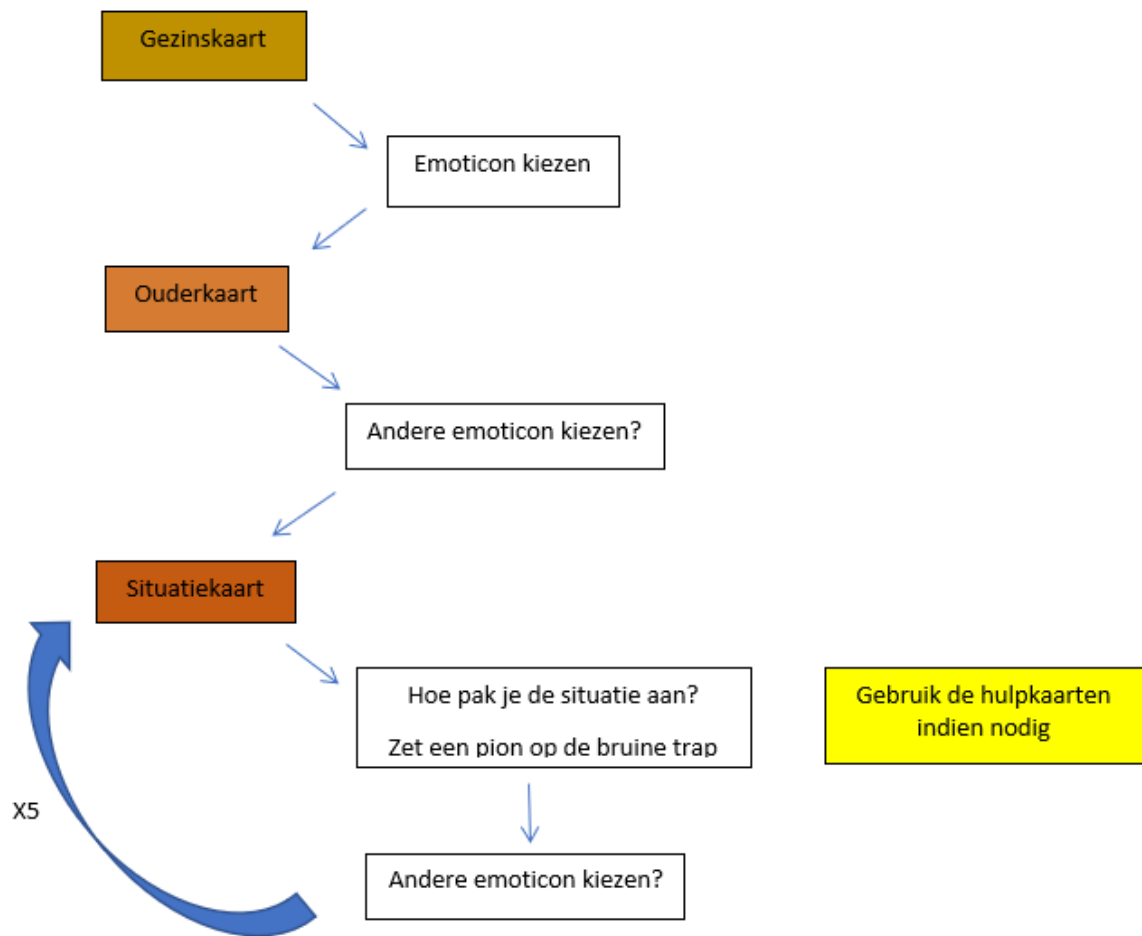 Gezinskaart
Emoticon kiezen
Ouderkaart
Andere emoticon kiezen?
Situatiekaart
Hoe pak je de situatie aan?
Zet een pion op de bruine trap
Gebruik de hulpkaarten
indien nodig
X5
Andere emoticon kiezen?